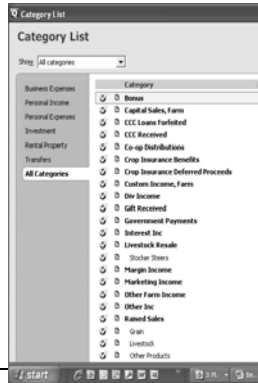 Category List
Category List
Show: All categories
Business Expenses
Personal Income
Personal Expenses
Investment
Rental Property
Transfers
All Categories
Category
Bonus
Capital Sales, Farm
CCC Loans Forfeited
CCC Received
Co-op Distributions
Crop Insurance Benefits
Crop Insurance Deferred Proceeds
Custom Income, Farm
Div Income
Gift Received
Government Payments
Interest Inc
Livestock Resale
Stocker Steers
Margin Income
Marketing Income
Other Farm Income
Other Inc
Raised Sales
Grain
Livestock
Other Products
start